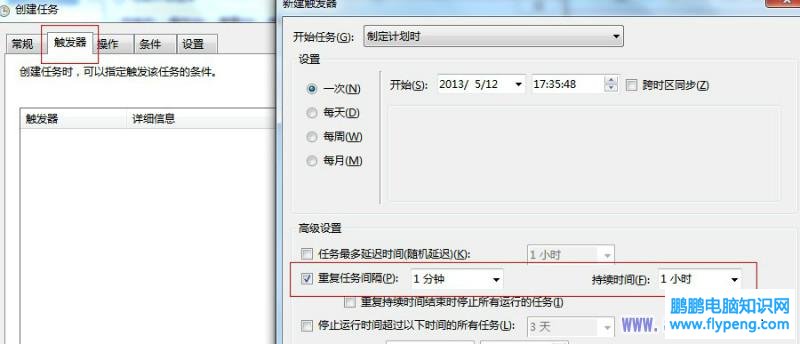 创建任务
常规 触发器 操作 条件 设置
创建任务时，可以指定触发该任务的条件。
触发器 详细信息
新建触发器
开始任务(G): 制定计划时
设置
一次(N)
每天(D)
每周(W)
每月(M)
开始(S): 2013/ 5/12 17:35:48 跨时区同步(Z)
高级设置
任务最多延迟时间(随机延迟)(K): 1 小时
重复任务间隔(P): 1 分钟 持续时间(F): 1 小时
重复持续时间结束时停止所有运行的任务(I)
停止运行时间超过以下时间的所有任务(L): 3 天
WWW.
鹏鹏电脑知识网
www.flypeng.com